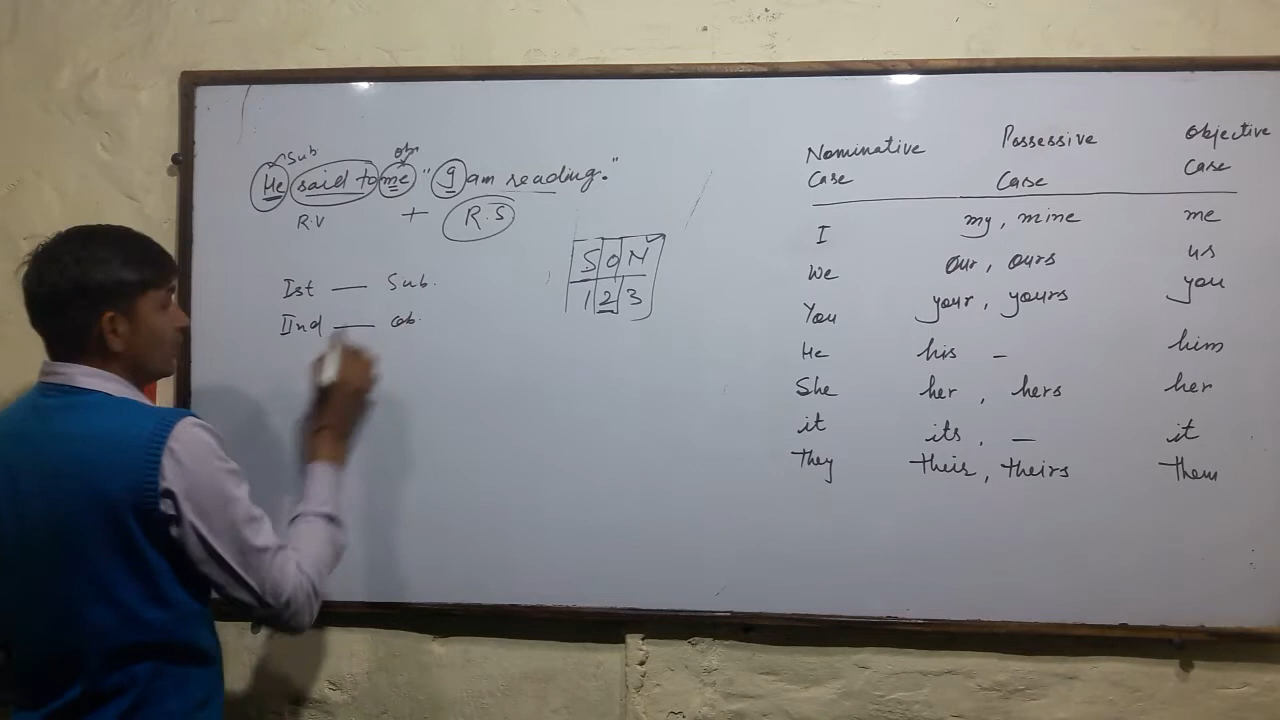 Sub obj
He said to me "I am reading."
R.V + R.S
S O N
1 2 3
Ist — Sub.
IInd — ob.
Nominative Case Possessive Case Objective Case
I my, mine me
We our, ours us
You your, yours you
He his - him
She her, hers her
it its, - it
They their, theirs them